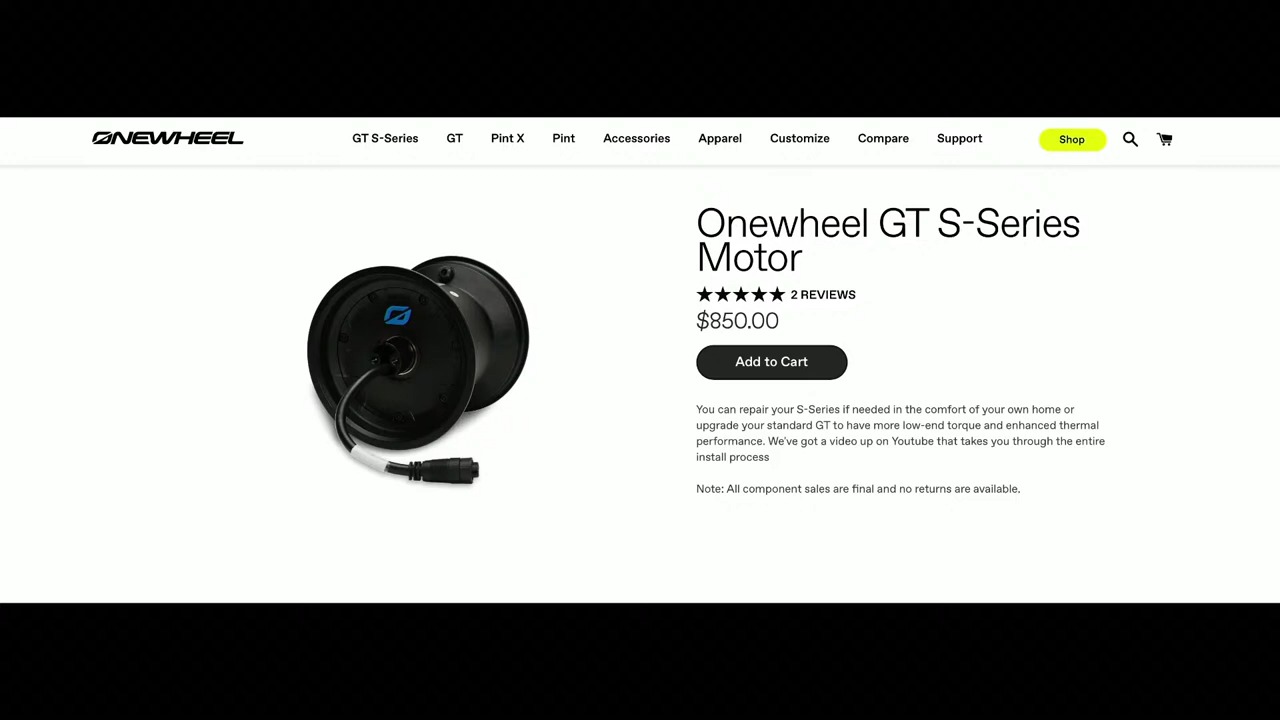 ONEWHEEL
GT S-Series GT Pint X Pint Accessories Apparel Customize Compare Support Shop
Onewheel GT S-Series
Motor
★★★★★ 2 REVIEWS
$850.00
Add to Cart
You can repair your S-Series if needed in the comfort of your own home or
upgrade your standard GT to have more low-end torque and enhanced thermal
performance. We've got a video up on Youtube that takes you through the entire
install process
Note: All component sales are final and no returns are available.